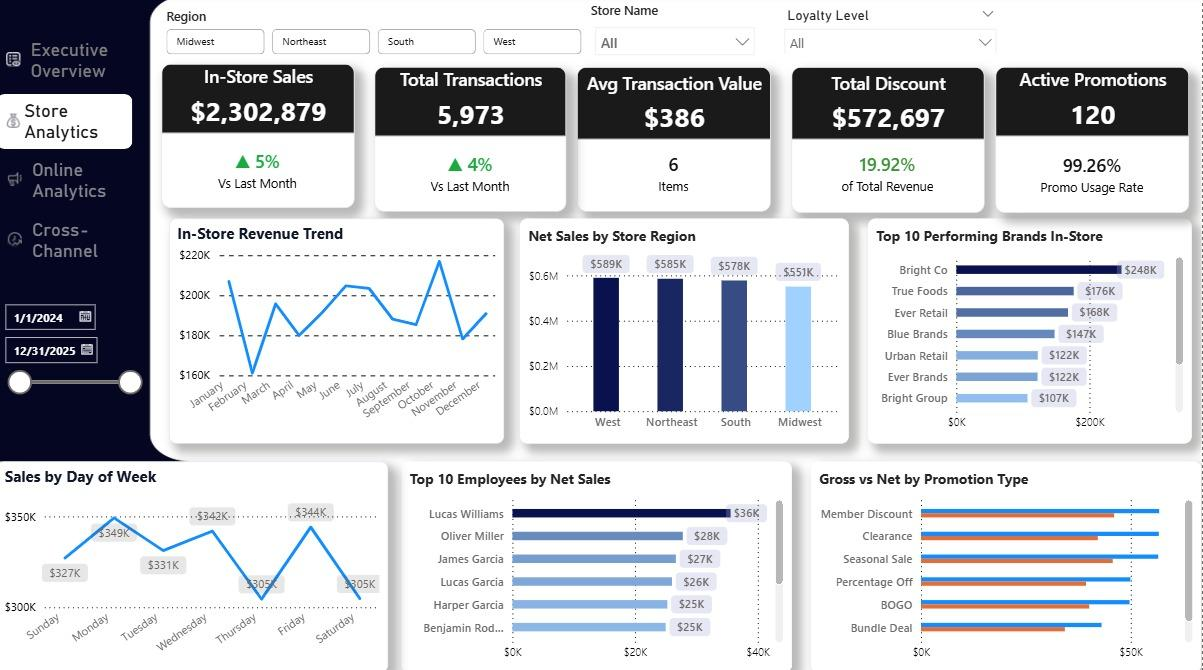 Executive
Overview
Store
Analytics
Online
Analytics
Cross-
Channel
1/1/2024
12/31/2025
Region
Midwest
Northeast
South
West
Store Name
All
Loyalty Level
All
In-Store Sales
$2,302,879
▲ 5%
Vs Last Month
Total Transactions
5,973
▲ 4%
Vs Last Month
Avg Transaction Value
$386
6
Items
Total Discount
$572,697
19.92%
of Total Revenue
Active Promotions
120
99.26%
Promo Usage Rate
In-Store Revenue Trend
$220K
$200K
$180K
$160K
January
February
March
April
May
June
July
August
September
October
November
December
Net Sales by Store Region
$0.6M
$0.4M
$0.2M
$0.0M
$589K
$585K
$578K
$551K
West
Northeast
South
Midwest
Top 10 Performing Brands In-Store
Bright Co $248K
True Foods $176K
Ever Retail $168K
Blue Brands $147K
Urban Retail $122K
Ever Brands $122K
Bright Group $107K
$0K $200K
Sales by Day of Week
$350K
$300K
$327K
$349K
$331K
$342K
$305K
$344K
$305K
Sunday
Monday
Tuesday
Wednesday
Thursday
Friday
Saturday
Top 10 Employees by Net Sales
Lucas Williams $36K
Oliver Miller $28K
James Garcia $27K
Lucas Garcia $26K
Harper Garcia $25K
Benjamin Rod... $25K
$0K $20K $40K
Gross vs Net by Promotion Type
Member Discount
Clearance
Seasonal Sale
Percentage Off
BOGO
Bundle Deal
$0K $50K